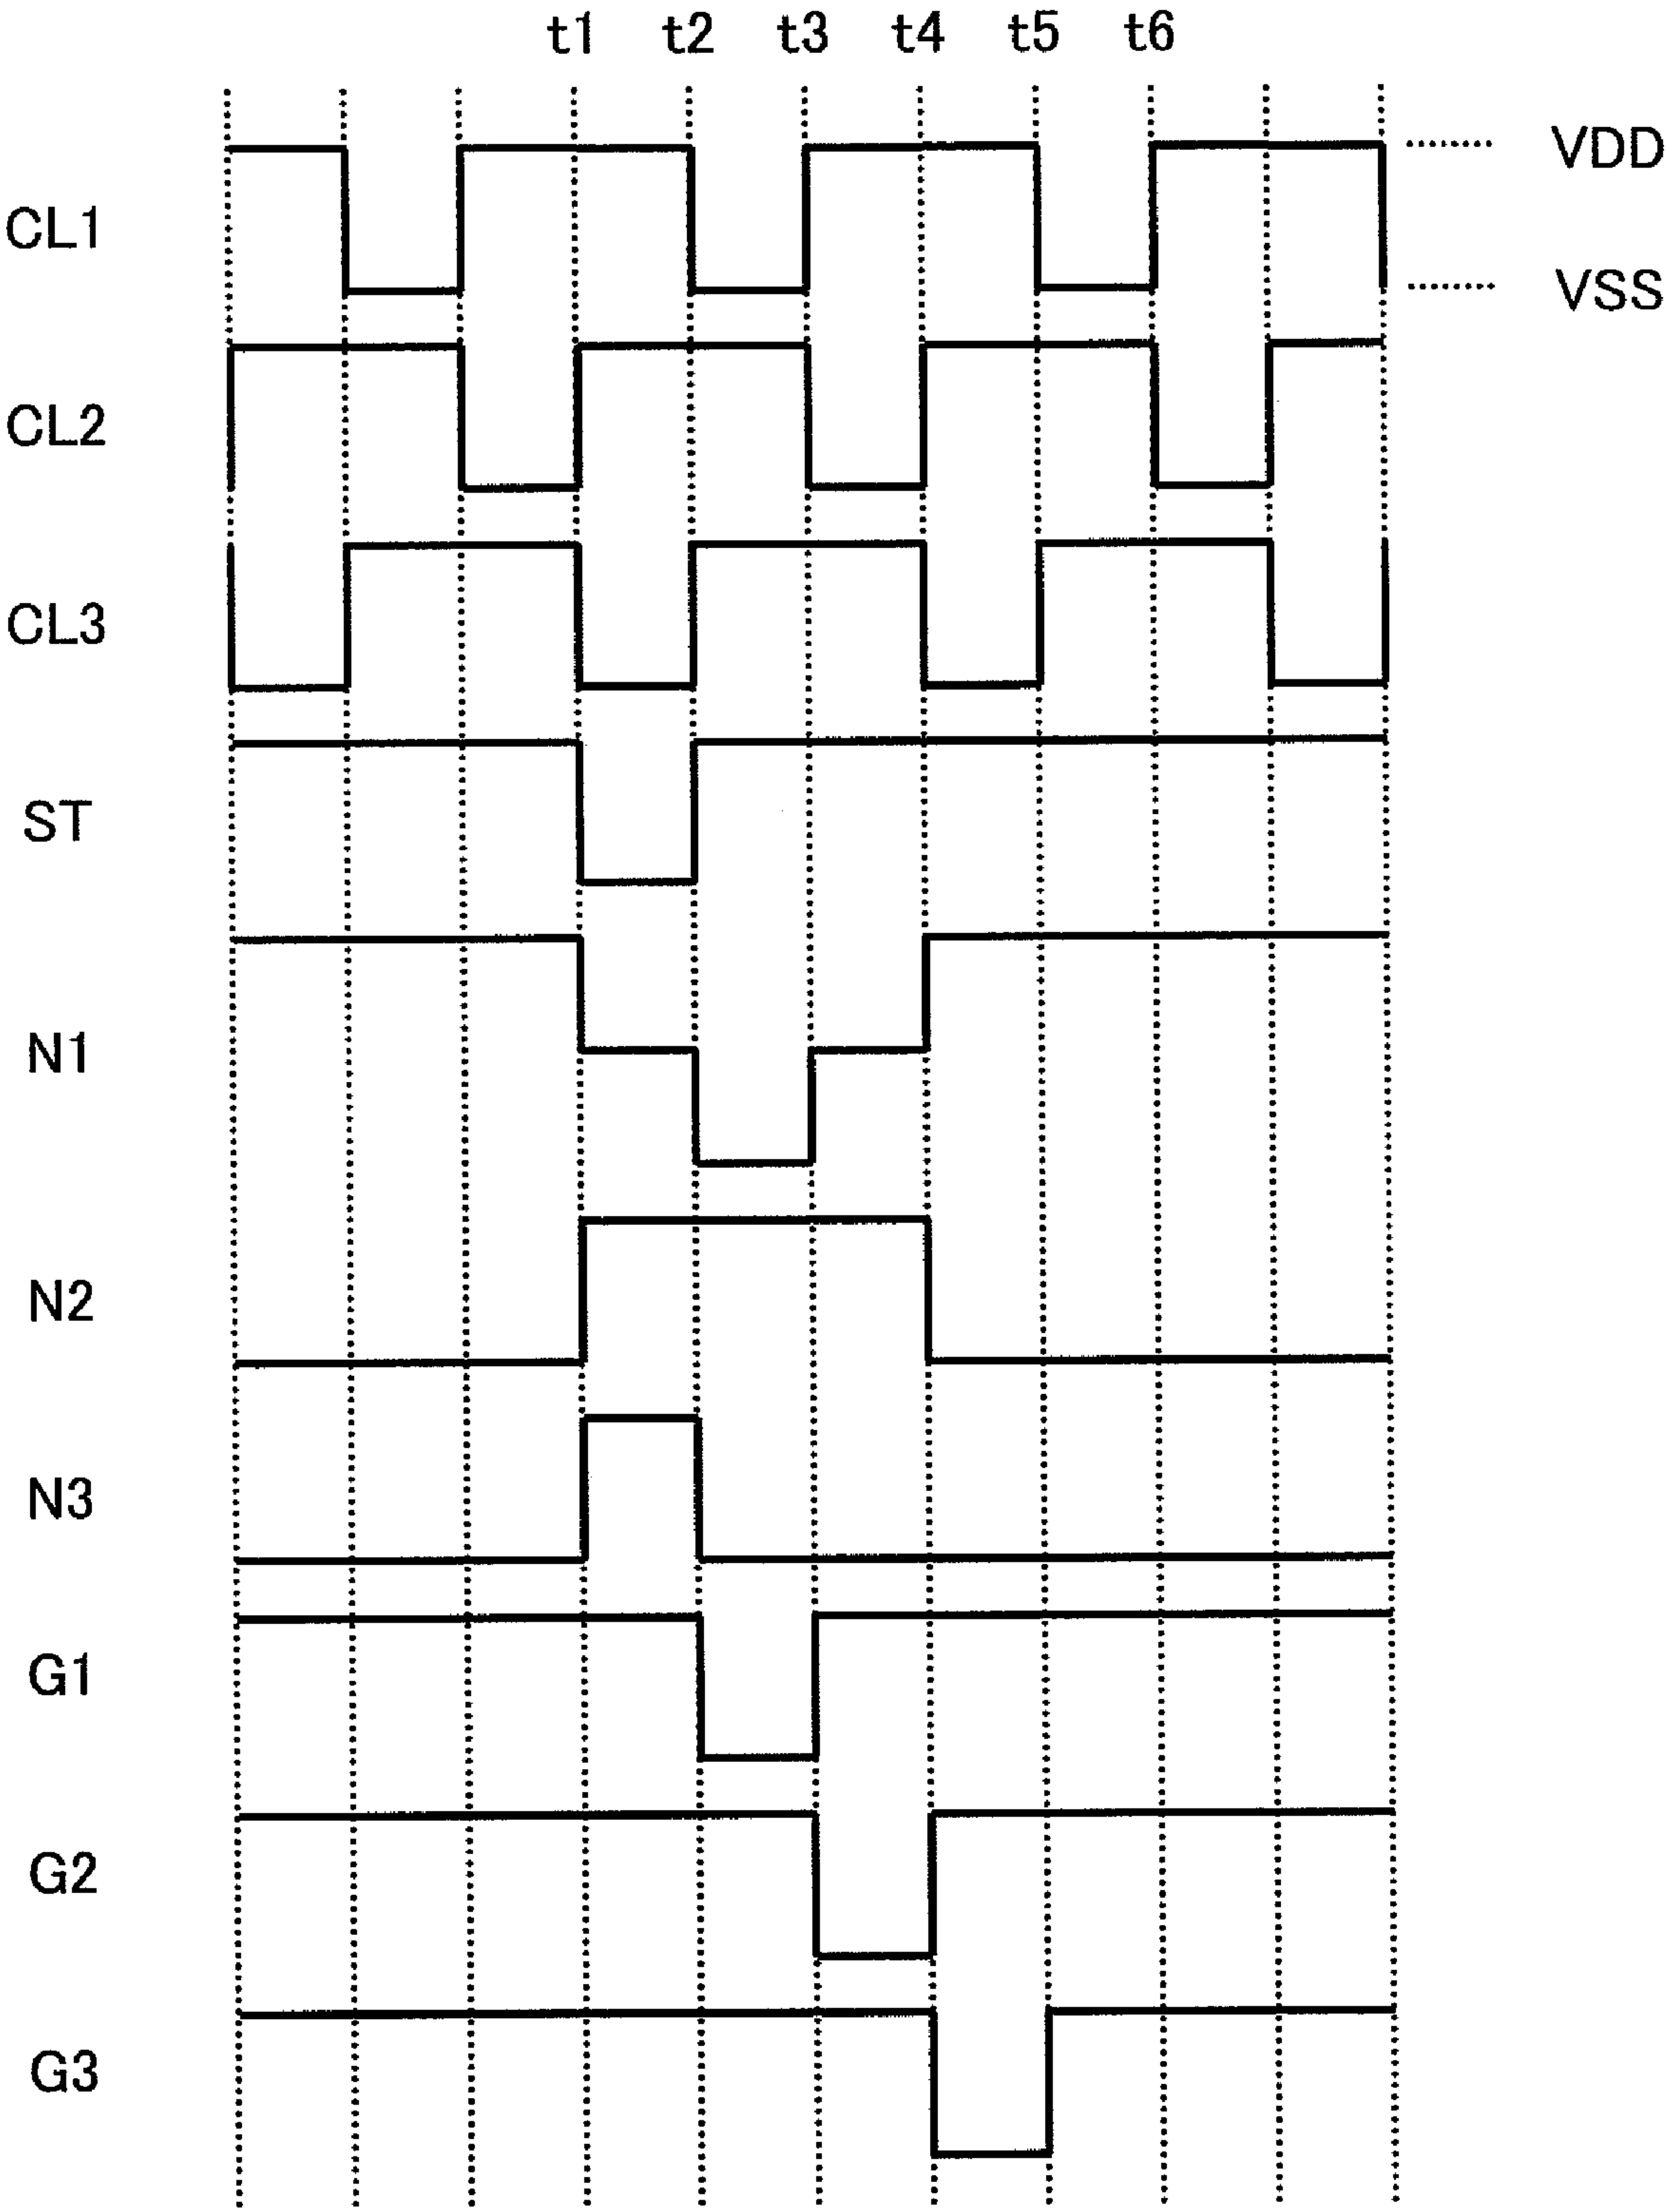 t1 t2 t3 t4 t5 t6
VDD
CL1
VSS
CL2
CL3
ST
N1
N2
N3
G1
G2
G3